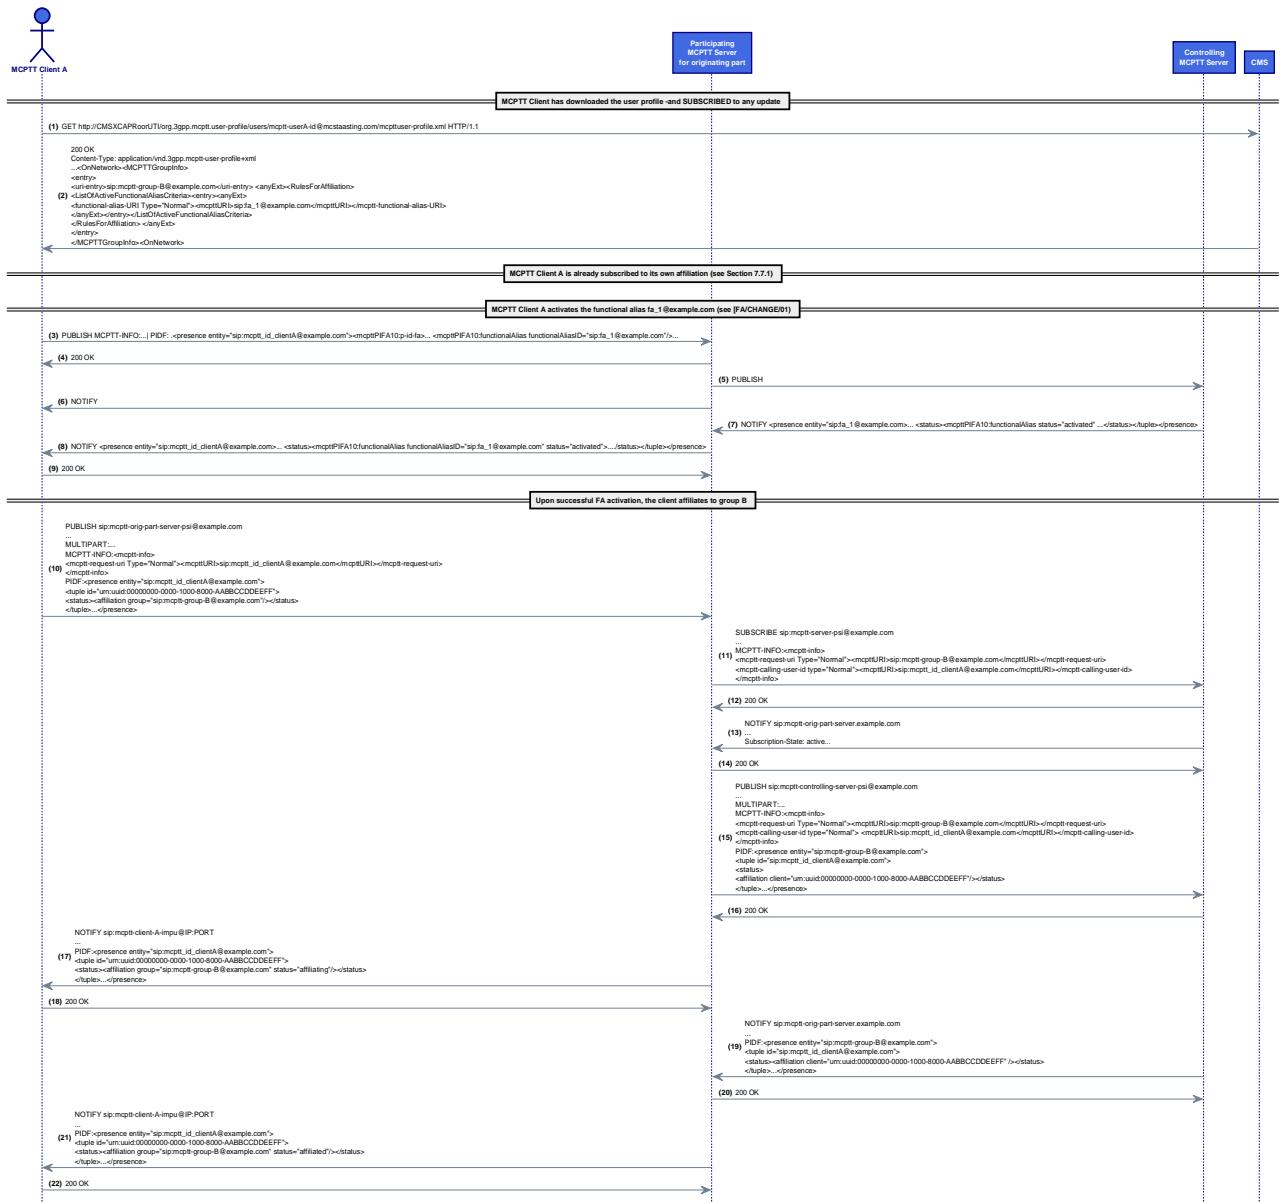 MCPTT Client A
Participating
MCPTT Server
for originating part
Controlling
MCPTT Server
CMS
MCPTT Client has downloaded the user profile -and SUBSCRIBED to any update
(1) GET http://CMSXCAPRoorUTI/org.3gpp.mcptt.user-profile/users/mcptt-userA-id@mcstaasting.com/mcpttuser-profile.xml HTTP/1.1
200 OK
Content-Type: application/vnd.3gpp.mcptt-user-profile+xml
...<OnNetwork><MCPTTGroupInfo>
<entry>
<uri-entry>sip:mcptt-group-B@example.com</uri-entry> <anyExt><RulesForAffiliation>
(2) <ListOfActiveFunctionalAliasCriteria><entry><anyExt>
<functional-alias-URI Type="Normal"><mcpttURI>sip:fa_1@example.com</mcpttURI></mcptt-functional-alias-URI>
</anyExt></entry></ListOfActiveFunctionalAliasCriteria>
</RulesForAffiliation> </anyExt>
</entry>
</MCPTTGroupInfo><OnNetwork>
MCPTT Client A is already subscribed to its own affiliation (see Section 7.7.1)
MCPTT Client A activates the functional alias fa_1@example.com (see [FA/CHANGE/01)
(3) PUBLISH MCPTT-INFO:...| PIDF: .<presence entity="sip:mcptt_id_clientA@example.com"><mcpttPIFA10:p-id-fa>... <mcpttPIFA10:functionalAlias functionalAliasID="sip:fa_1@example.com"/>...
(4) 200 OK
(5) PUBLISH
(6) NOTIFY
(7) NOTIFY <presence entity="sip:fa_1@example.com>... <status><mcpttPIFA10:functionalAlias status="activated" ...</status></tuple></presence>
(8) NOTIFY <presence entity="sip:mcptt_id_clientA@example.com>... <status><mcpttPIFA10:functionalAlias functionalAliasID="sip:fa_1@example.com" status="activated">..../status></tuple></presence>
(9) 200 OK
Upon successful FA activation, the client affiliates to group B
PUBLISH sip:mcptt-orig-part-server-psi@example.com
...
MULTIPART:...
MCPTT-INFO:<mcptt-info>
<mcptt-request-uri Type="Normal"><mcpttURI>sip:mcptt_id_clientA@example.com</mcpttURI></mcptt-request-uri>
(10) </mcptt-info>
PIDF:<presence entity="sip:mcptt_id_clientA@example.com">
<tuple id="urn:uuid:00000000-0000-1000-8000-AABBCCDDEEFF">
<status><affiliation group="sip:mcptt-group-B@example.com"/></status>
</tuple>...</presence>
SUBSCRIBE sip:mcptt-server-psi@example.com
...
(11) MCPTT-INFO:<mcptt-info>
<mcptt-request-uri Type="Normal"><mcpttURI>sip:mcptt-group-B@example.com</mcpttURI></mcptt-request-uri>
<mcptt-calling-user-id type="Normal"><mcpttURI>sip:mcptt_id_clientA@example.com</mcpttURI></mcptt-calling-user-id>
</mcptt-info>
(12) 200 OK
NOTIFY sip:mcptt-orig-part-server.example.com
(13) ...
Subscription-State: active...
(14) 200 OK
PUBLISH sip:mcptt-controlling-server-psi@example.com
...
MULTIPART:...
MCPTT-INFO:<mcptt-info>
<mcptt-request-uri Type="Normal"><mcpttURI>sip:mcptt-group-B@example.com</mcpttURI></mcptt-request-uri>
<mcptt-calling-user-id type="Normal"> <mcpttURI>sip:mcptt_id_clientA@example.com</mcpttURI></mcptt-calling-user-id>
(15) </mcptt-info>
PIDF:<presence entity="sip:mcptt-group-B@example.com">
<tuple id="sip:mcptt_id_clientA@example.com">
<status>
<affiliation client="urn:uuid:00000000-0000-1000-8000-AABBCCDDEEFF"/></status>
</tuple>...</presence>
(16) 200 OK
NOTIFY sip:mcptt-client-A-impu@IP:PORT
...
(17) PIDF:<presence entity="sip:mcptt_id_clientA@example.com">
<tuple id="urn:uuid:00000000-0000-1000-8000-AABBCCDDEEFF">
<status><affiliation group="sip:mcptt-group-B@example.com" status="affiliating"/></status>
</tuple>...</presence>
(18) 200 OK
NOTIFY sip:mcptt-orig-part-server.example.com
...
(19) PIDF:<presence entity="sip:mcptt-group-B@example.com">
<tuple id="sip:mcptt_id_clientA@example.com">
<status><affiliation client="urn:uuid:00000000-0000-1000-8000-AABBCCDDEEFF" /></status>
</tuple>...</presence>
(20) 200 OK
NOTIFY sip:mcptt-client-A-impu@IP:PORT
...
(21) PIDF:<presence entity="sip:mcptt_id_clientA@example.com">
<tuple id="urn:uuid:00000000-0000-1000-8000-AABBCCDDEEFF">
<status><affiliation group="sip:mcptt-group-B@example.com" status="affiliated"/></status>
</tuple>...</presence>
(22) 200 OK